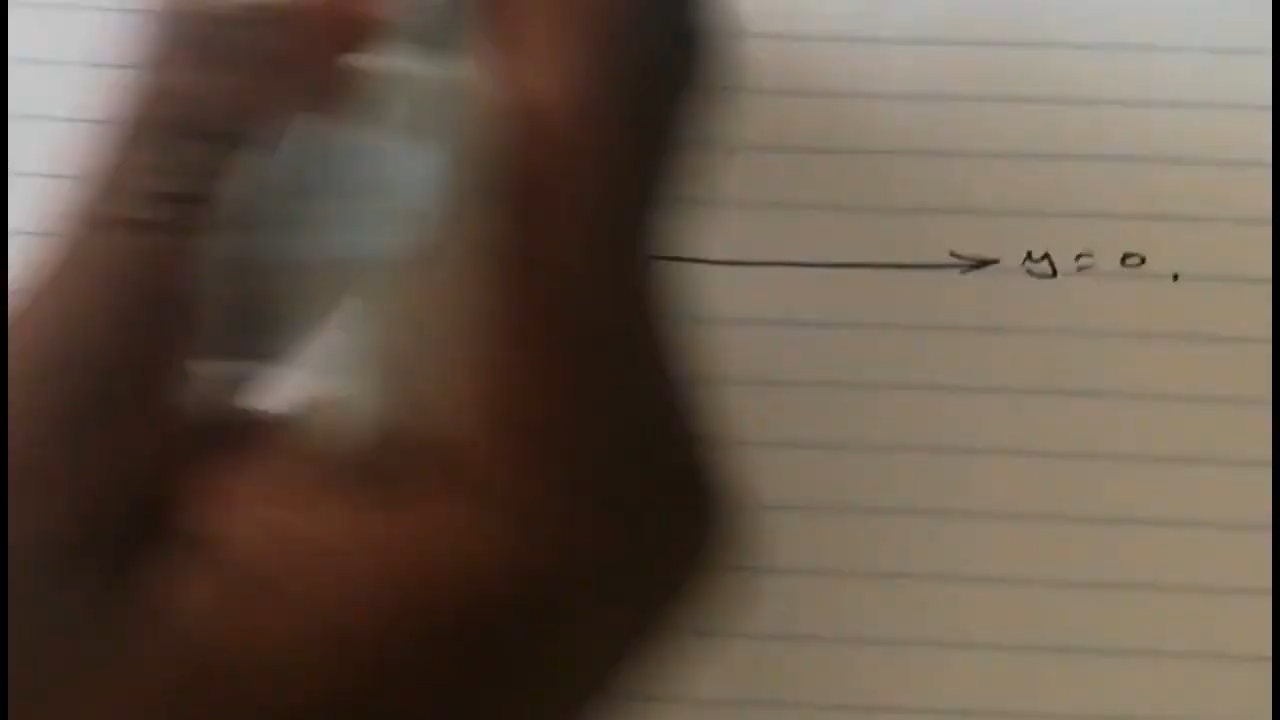 → y = 0.